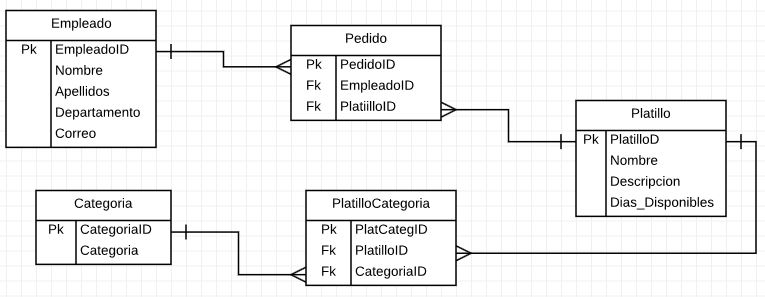 Empleado
Pk EmpleadoID
Nombre
Apellidos
Departamento
Correo
Pedido
Pk PedidoID
Fk EmpleadoID
Fk PlatiilloID
Platillo
Pk PlatilloD
Nombre
Descripcion
Dias_Disponibles
Categoria
Pk CategoriaID
Categoria
PlatilloCategoria
Pk PlatCategID
Fk PlatilloID
Fk CategoriaID